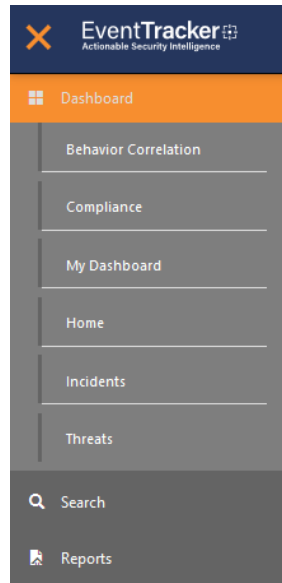 EventTracker
Actionable Security Intelligence
Dashboard
Behavior Correlation
Compliance
My Dashboard
Home
Incidents
Threats
Search
Reports